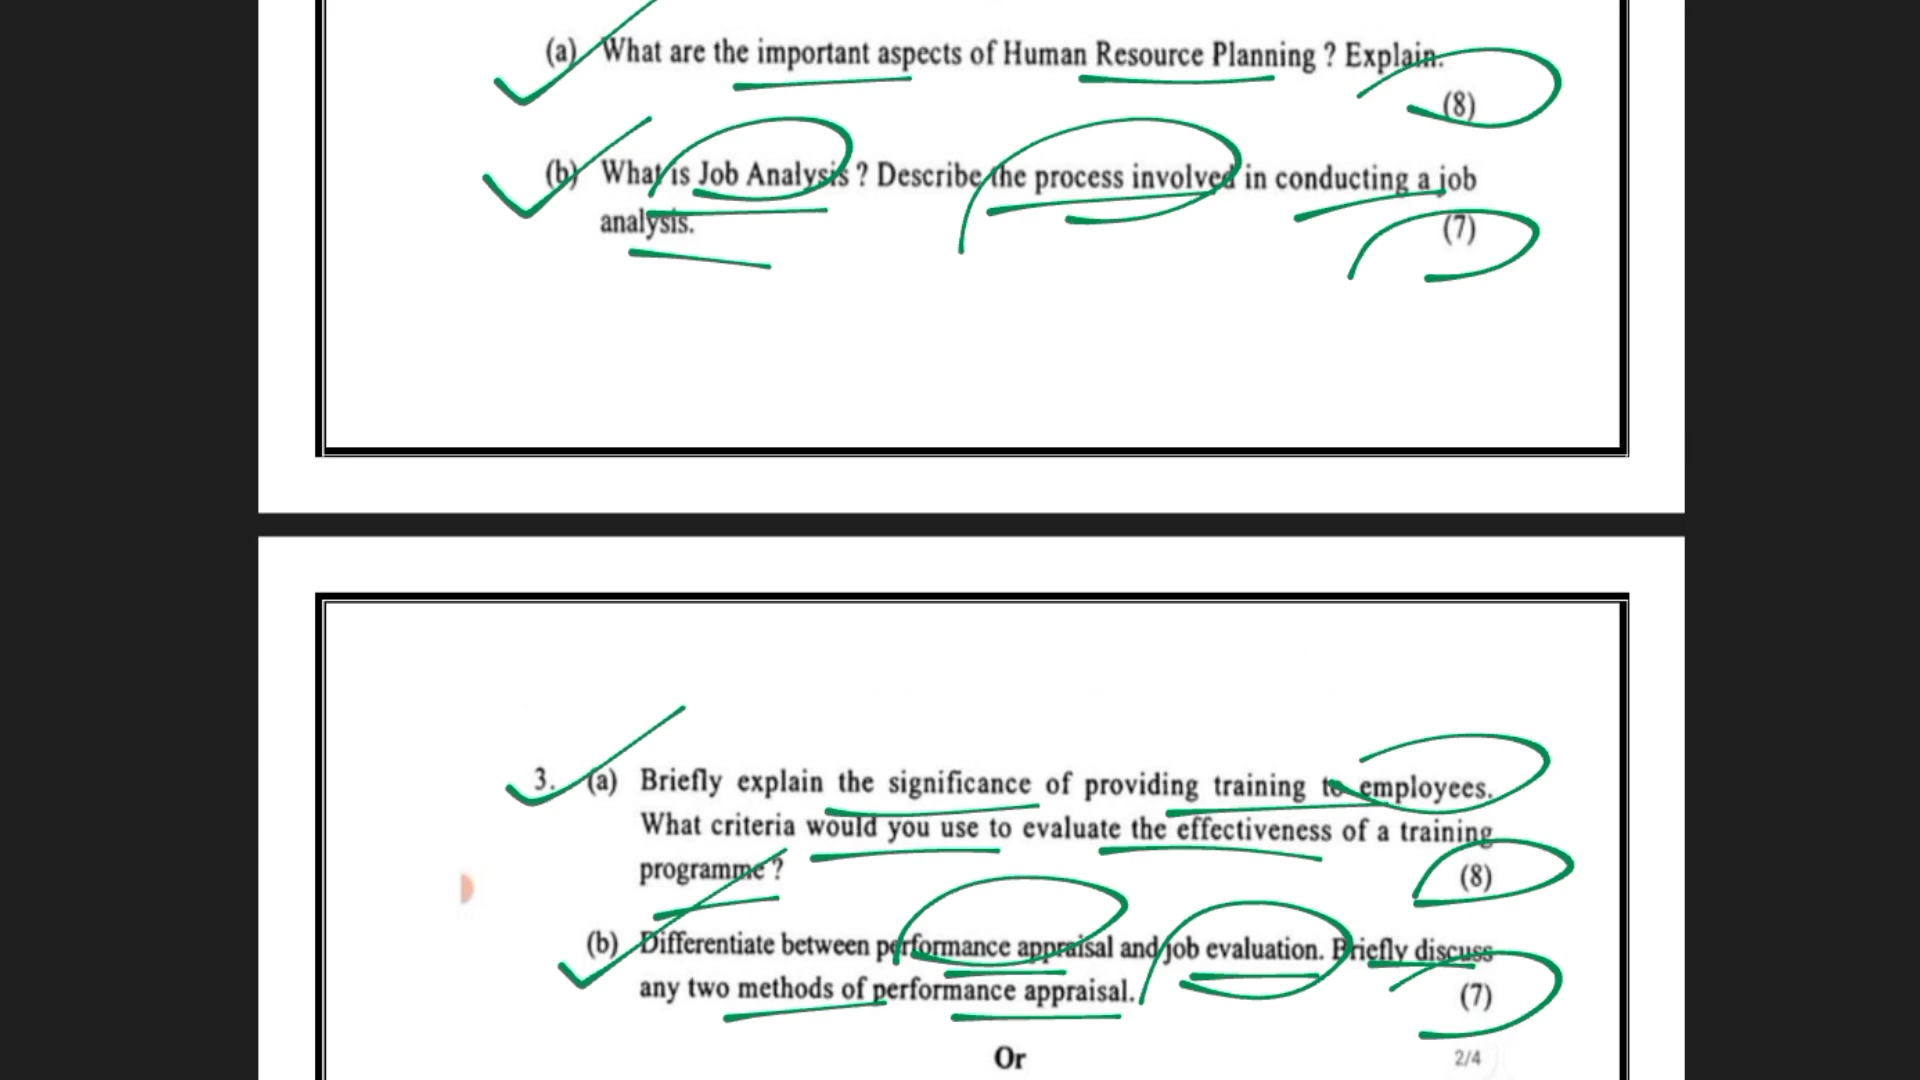 (a) What are the important aspects of Human Resource Planning ? Explain.
(8)
(b) What is Job Analysis ? Describe the process involved in conducting a job
analysis.
(7)
3. (a) Briefly explain the significance of providing training to employees.
What criteria would you use to evaluate the effectiveness of a training
programme ?
(8)
(b) Differentiate between performance appraisal and job evaluation. Briefly discuss
any two methods of performance appraisal.
(7)
Or
2/4